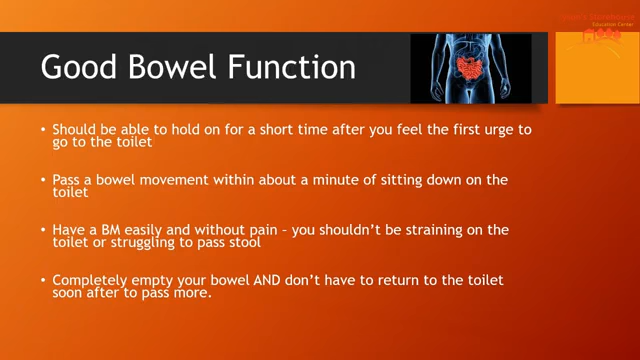 Education Center
Good Bowel Function
• Should be able to hold on for a short time after you feel the first urge to
go to the toilet
• Pass a bowel movement within about a minute of sitting down on the
toilet
• Have a BM easily and without pain – you shouldn't be straining on the
toilet or struggling to pass stool
• Completely empty your bowel AND don't have to return to the toilet
soon after to pass more.